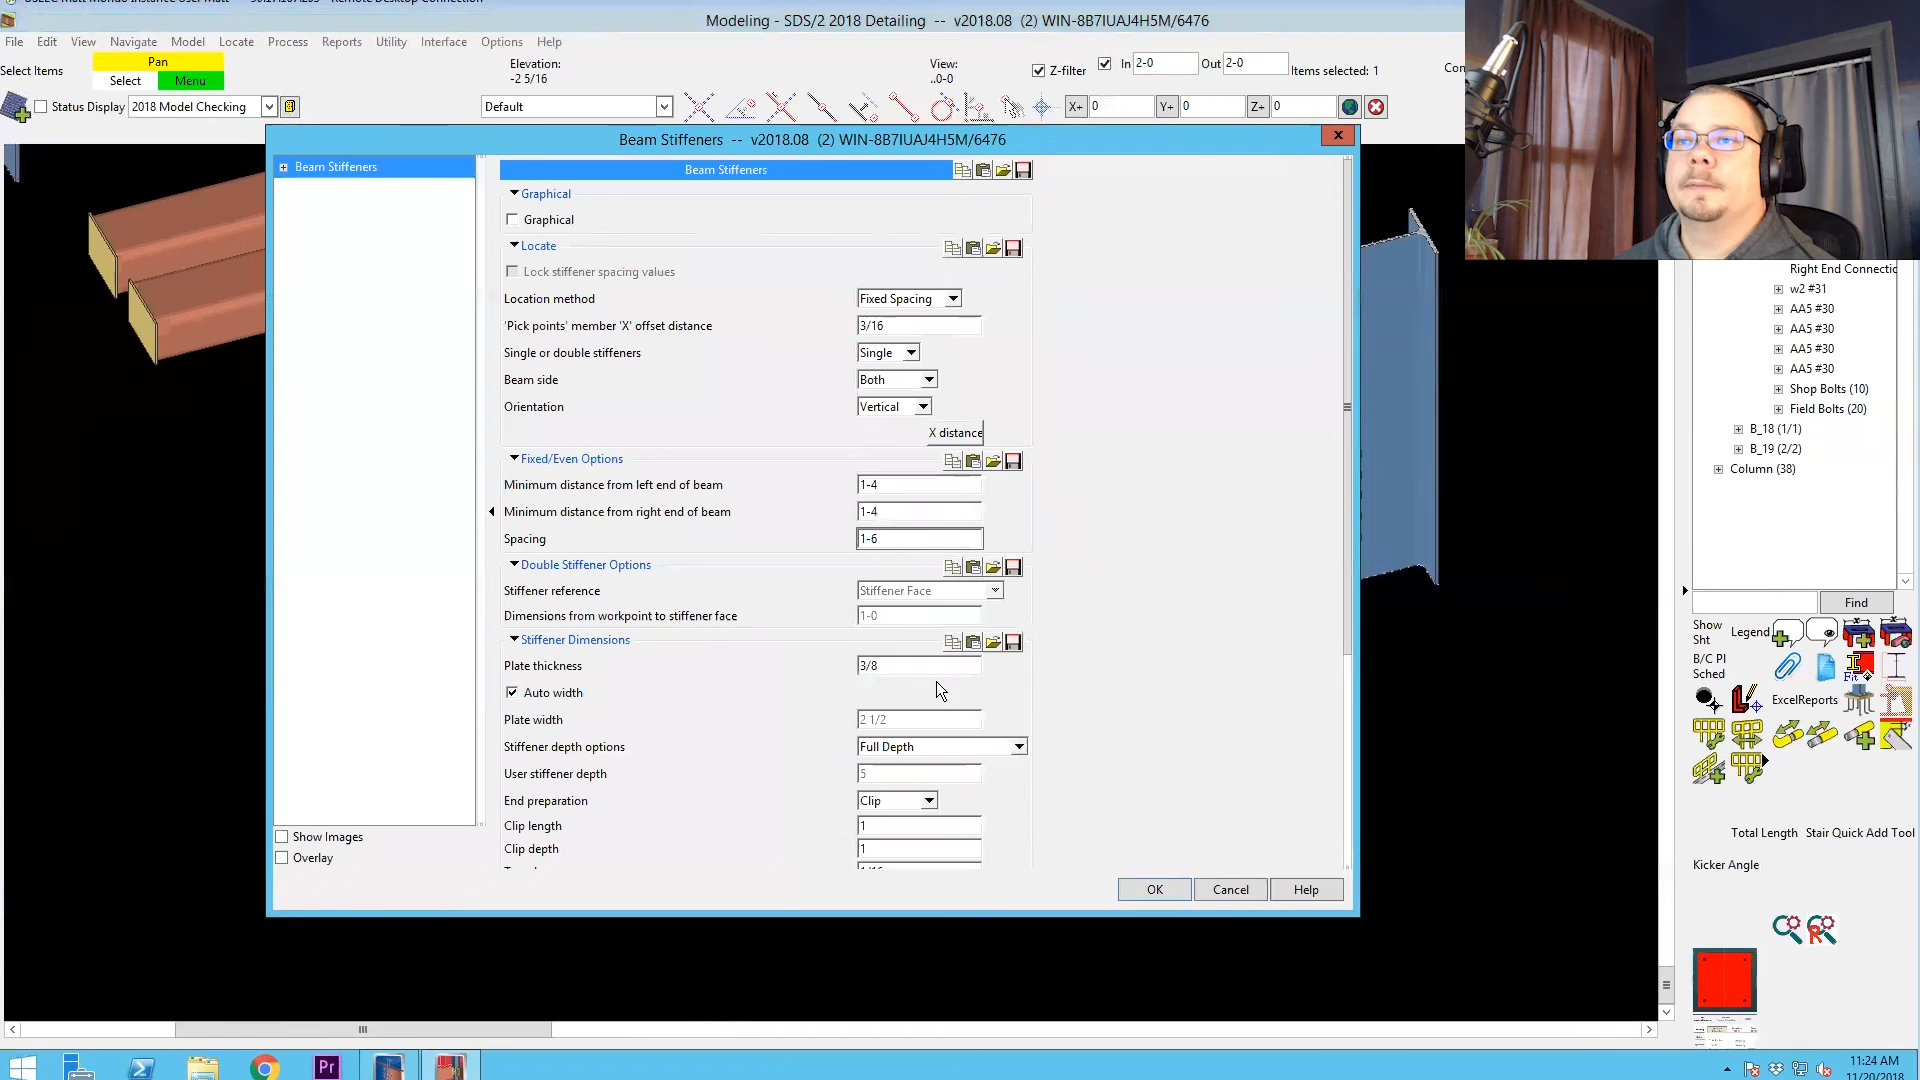 Modeling - SDS/2 2018 Detailing -- v2018.08 (2) WIN-8B7IUAJ4H5M/6476
File Edit View Navigate Model Locate Process Reports Utility Interface Options Help
Select Items
Pan
Select Menu
Elevation:
-2 5/16
View:
..0-0
Z-filter
In 2-0 Out 2-0
Items selected: 1
Status Display 2018 Model Checking
Default
X+ 0 Y+ 0 Z+ 0
Beam Stiffeners -- v2018.08 (2) WIN-8B7IUAJ4H5M/6476
x
Beam Stiffeners
Beam Stiffeners
Graphical
Graphical
Locate
Lock stiffener spacing values
Location method Fixed Spacing
'Pick points' member 'X' offset distance 3/16
Single or double stiffeners Single
Beam side Both
Orientation Vertical
X distance
Fixed/Even Options
Minimum distance from left end of beam 1-4
Minimum distance from right end of beam 1-4
Spacing 1-6
Double Stiffener Options
Stiffener reference Stiffener Face
Dimensions from workpoint to stiffener face 1-0
Stiffener Dimensions
Plate thickness 3/8
Auto width
Plate width 2 1/2
Stiffener depth options Full Depth
User stiffener depth 5
End preparation Clip
Clip length 1
Clip depth 1
Show Images
Overlay
OK Cancel Help
Right End Connectio
w2 #31
AA5 #30
AA5 #30
AA5 #30
AA5 #30
Shop Bolts (10)
Field Bolts (20)
B_18 (1/1)
B_19 (2/2)
Column (38)
Find
Show
Sht
Legend
B/C Pl
Sched
Fit
ExcelReports
Total Length Stair Quick Add Tool
Kicker Angle
R
Pr
11:24 AM
11/20/2018